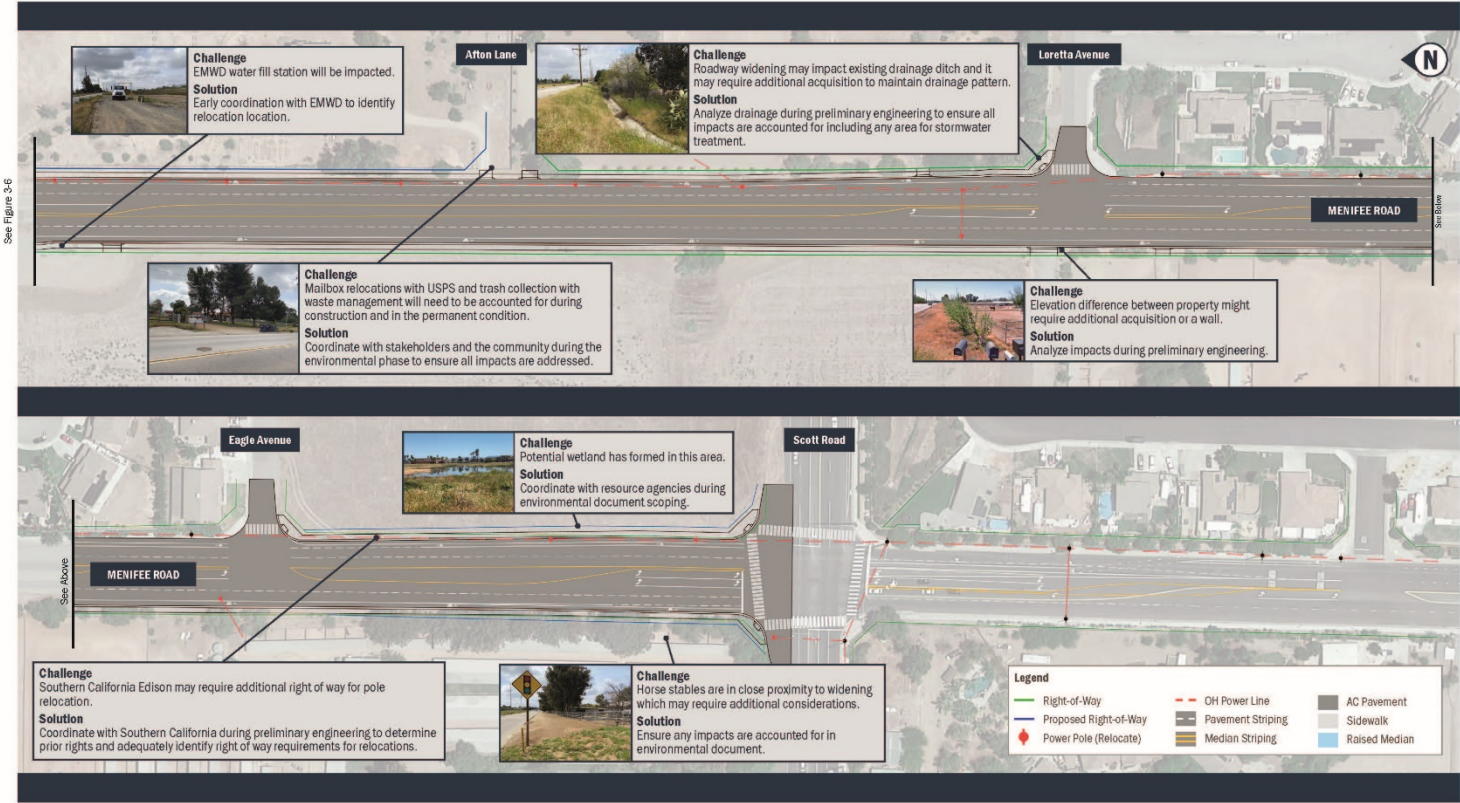 Challenge
EMWD water fill station will be impacted.
Solution
Early coordination with EMWD to identify
relocation location.
Afton Lane
Challenge
Roadway widening may impact existing drainage ditch and it
may require additional acquisition to maintain drainage pattern.
Solution
Analyze drainage during preliminary engineering to ensure all
impacts are accounted for including any area for stormwater
treatment.
Loretta Avenue
N
See Figure 3-6
MENIFEE ROAD
See Below
Challenge
Mailbox relocations with USPS and trash collection with
waste management will need to be accounted for during
construction and in the permanent condition.
Solution
Coordinate with stakeholders and the community during the
environmental phase to ensure all impacts are addressed.
Challenge
Elevation difference between property might
require additional acquisition or a wall.
Solution
Analyze impacts during preliminary engineering.
Eagle Avenue
Challenge
Potential wetland has formed in this area.
Solution
Coordinate with resource agencies during
environmental document scoping.
Scott Road
See Above
MENIFEE ROAD
Challenge
Southern California Edison may require additional right of way for pole
relocation.
Solution
Coordinate with Southern California during preliminary engineering to determine
prior rights and adequately identify right of way requirements for relocations.
Challenge
Horse stables are in close proximity to widening
which may require additional considerations.
Solution
Ensure any impacts are accounted for in
environmental document.
Legend
Right-of-Way
Proposed Right-of-Way
Power Pole (Relocate)
OH Power Line
Pavement Striping
Median Striping
AC Pavement
Sidewalk
Raised Median